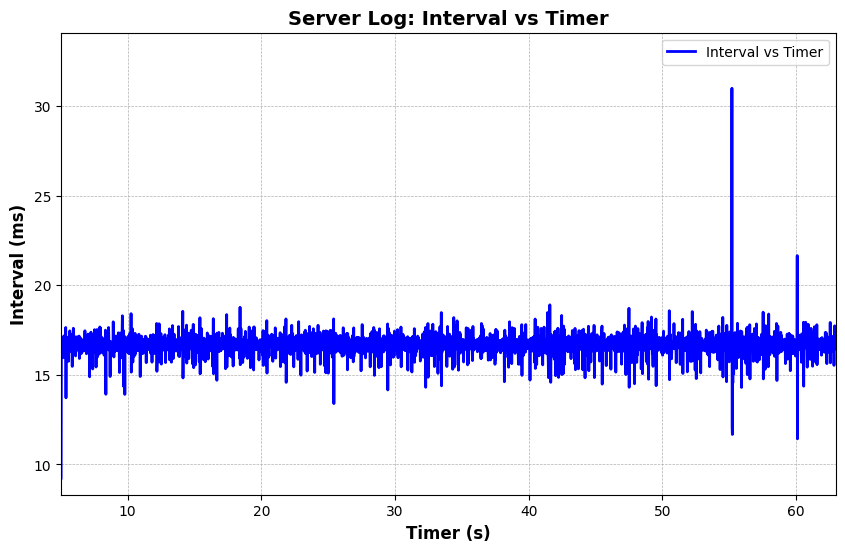 Server Log: Interval vs Timer
Interval vs Timer
30
25
20
15
10
Interval (ms)
10 20 30 40 50 60
Timer (s)